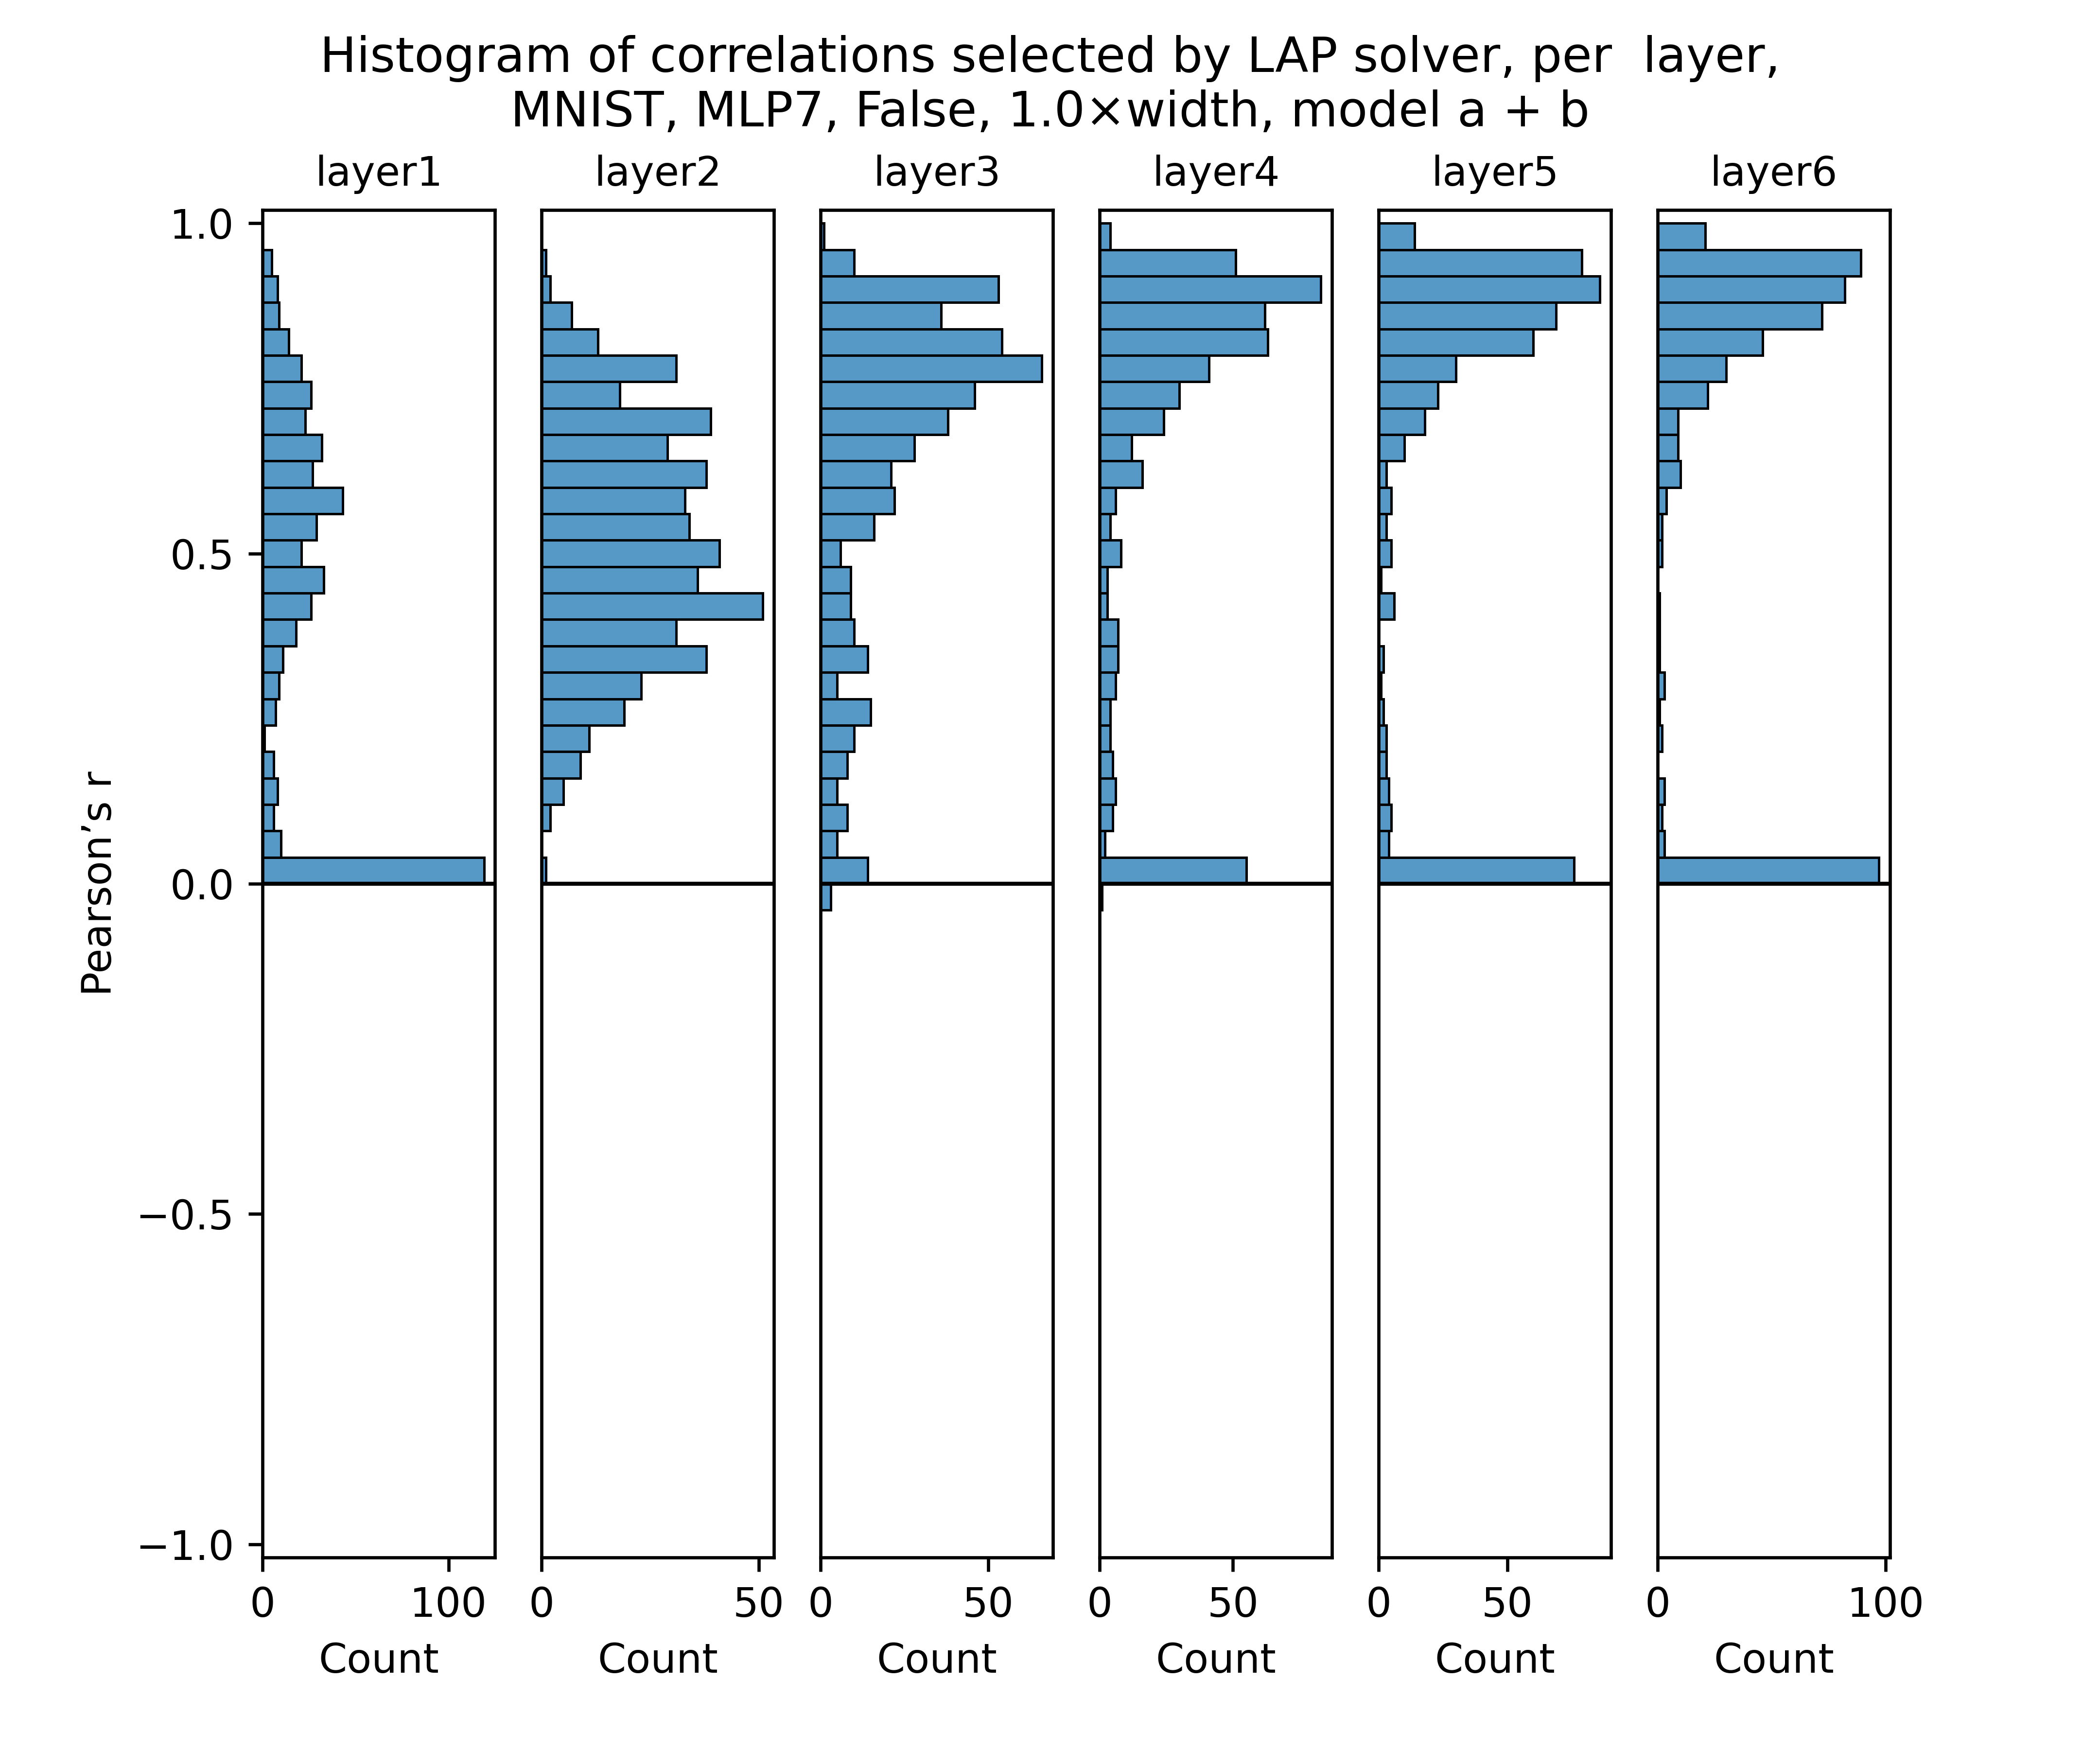 Histogram of correlations selected by LAP solver, per  layer,
MNIST, MLP7, False, 1.0×width, model a + b
layer1 layer2 layer3 layer4 layer5 layer6
1.0
0.5
0.0
−0.5
−1.0
Pearson’s r
0 100 0 50 0 50 0 50 0 50 0 100
Count Count Count Count Count Count